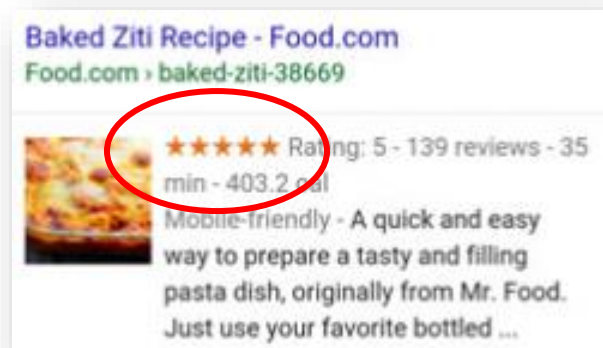 Baked Ziti Recipe - Food.com
Food.com › baked-ziti-38669
★★★★★ Rating: 5 - 139 reviews - 35
min - 403.2 cal
Mobile-friendly - A quick and easy
way to prepare a tasty and filling
pasta dish, originally from Mr. Food.
Just use your favorite bottled ...